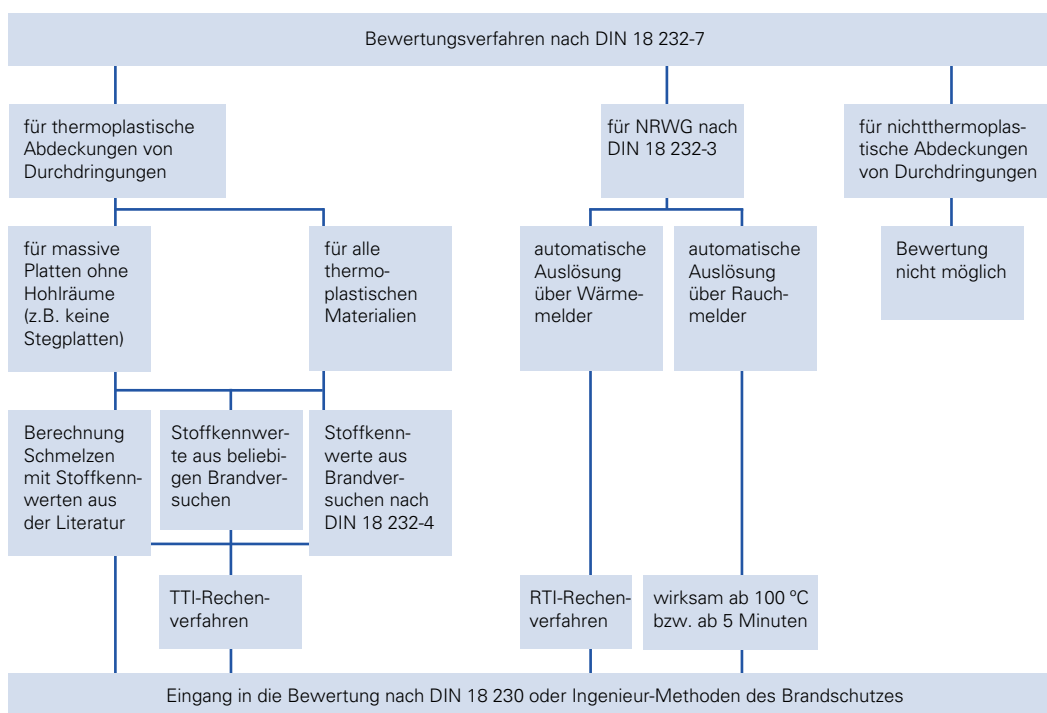 Bewertungsverfahren nach DIN 18 232-7
für thermoplastische
Abdeckungen von
Durchdringungen
für NRWG nach
DIN 18 232-3
für nichtthermoplas-
tische Abdeckungen
von Durchdringungen
für massive
Platten ohne
Hohlräume
(z.B. keine
Stegplatten)
für alle
thermo-
plastischen
Materialien
automatische
Auslösung
über Wärme-
melder
automatische
Auslösung
über Rauch-
melder
Bewertung
nicht möglich
Berechnung
Schmelzen
mit Stoffkenn-
werten aus
der Literatur
Stoffkennwer-
te aus beliebi-
gen Brandver-
suchen
Stoffkenn-
werte aus
Brandver-
suchen nach
DIN 18 232-4
TTI-Rechen-
verfahren
RTI-Rechen-
verfahren
wirksam ab 100 ºC
bzw. ab 5 Minuten
Eingang in die Bewertung nach DIN 18 230 oder Ingenieur-Methoden des Brandschutzes